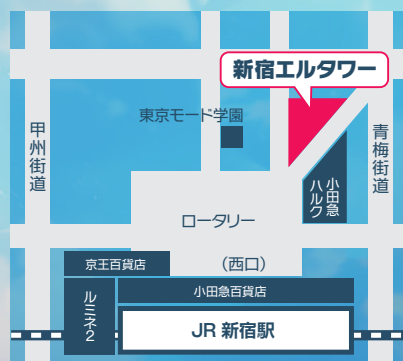 新宿エルタワー
東京モード学園
甲州街道
青梅街道
小田急
ハルク
ロータリー
京王百貨店
（西口）
ルミネ2
小田急百貨店
JR 新宿駅